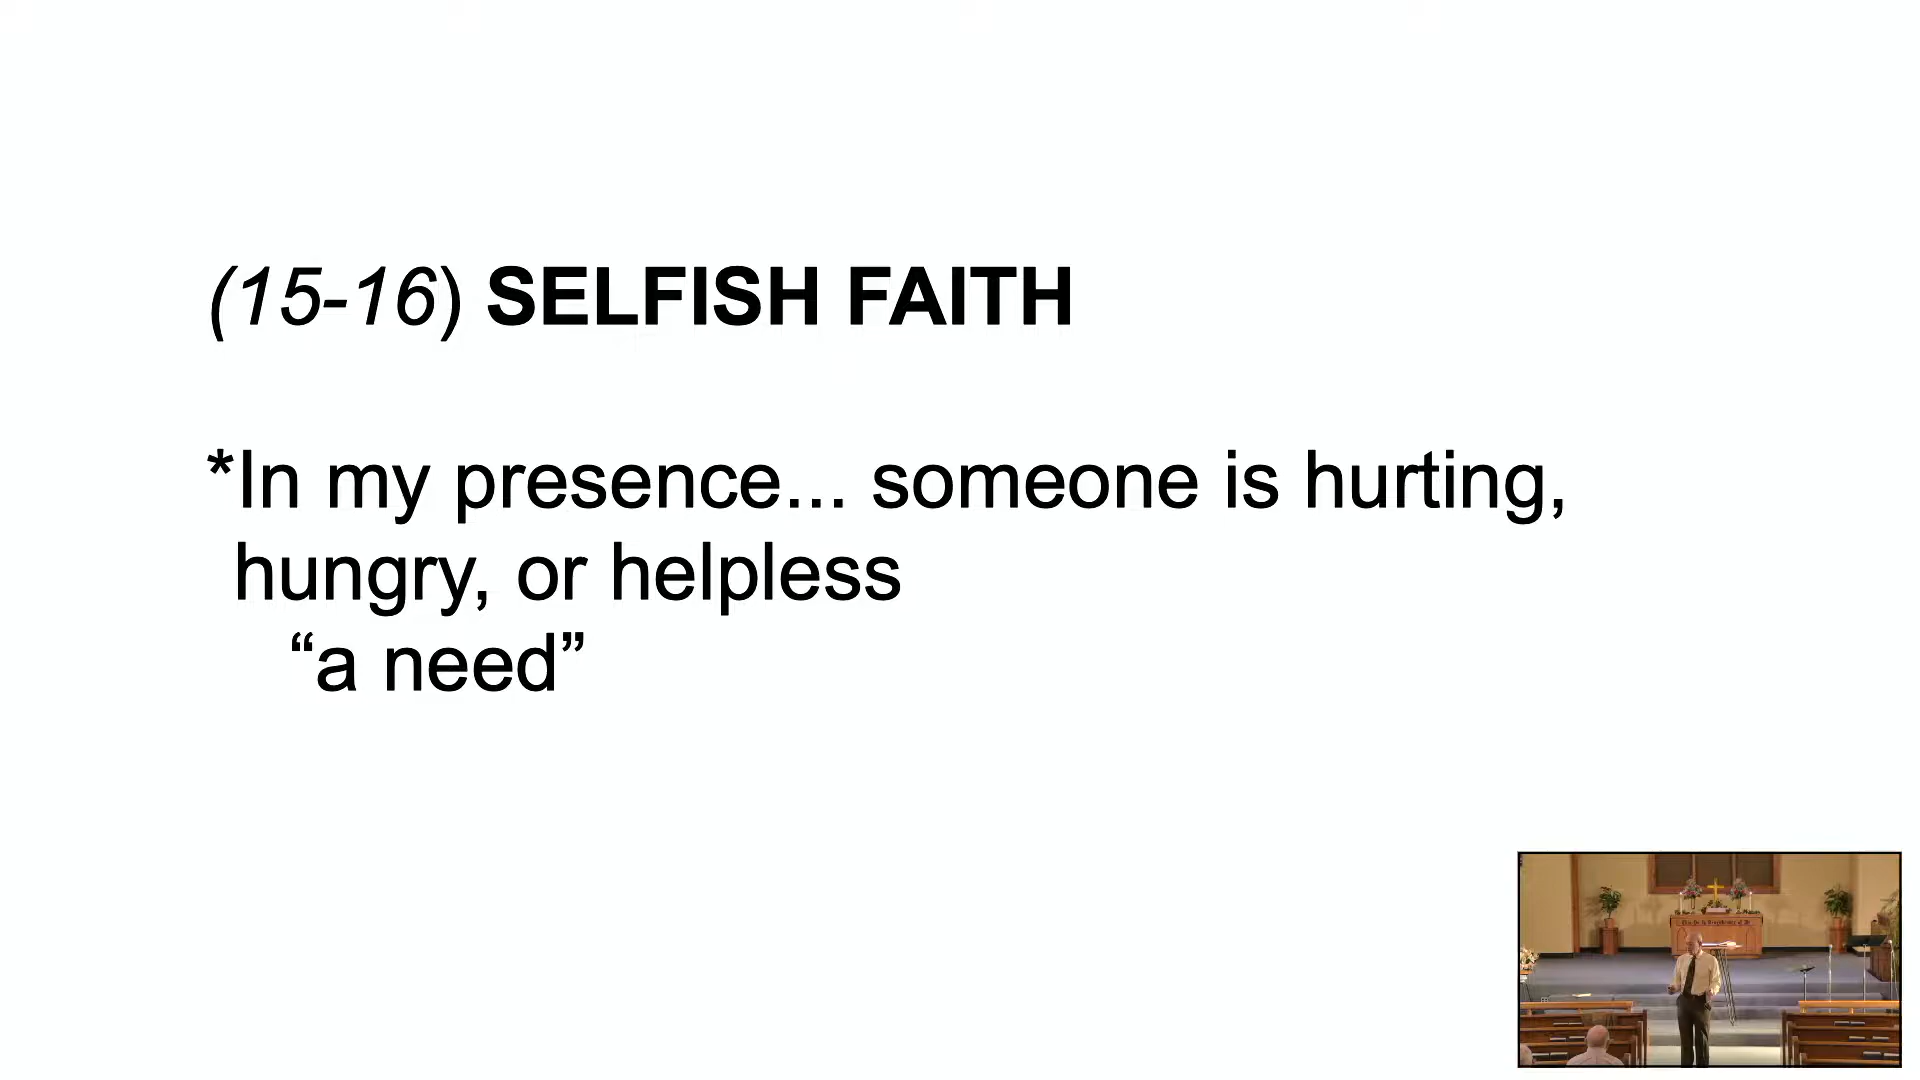 (15-16) SELFISH FAITH
*In my presence... someone is hurting,
hungry, or helpless
“a need”